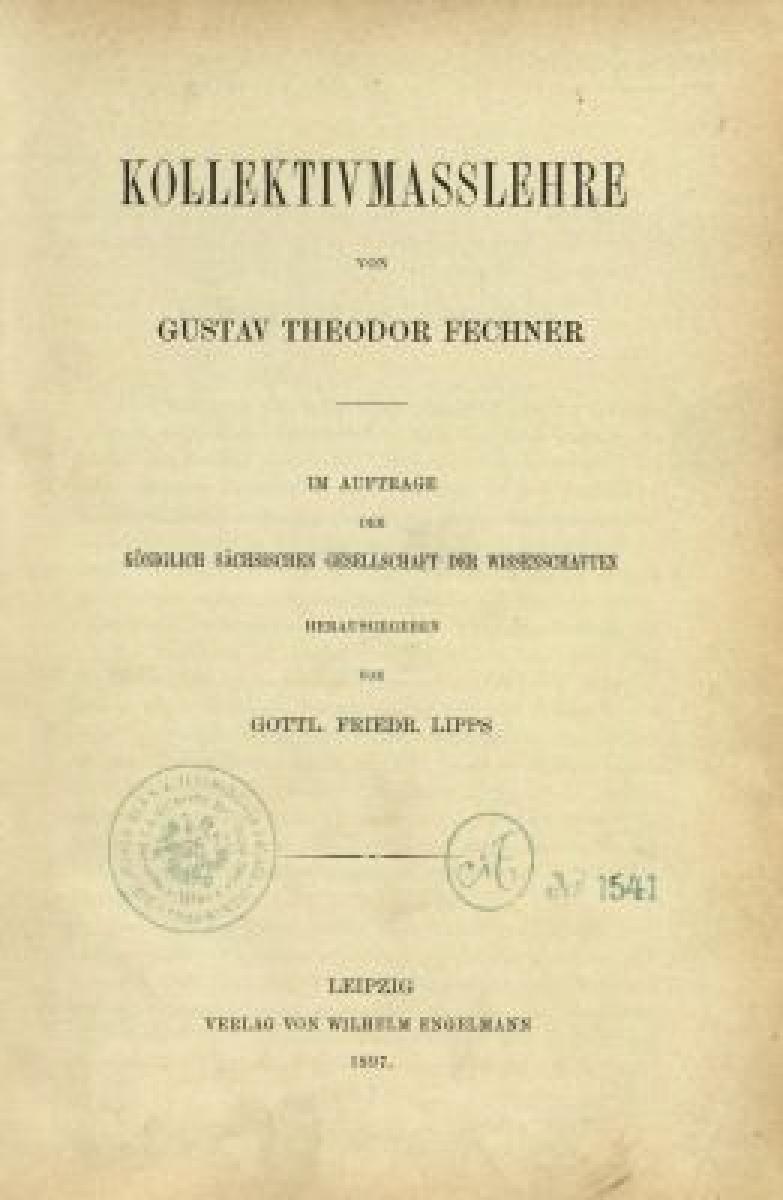 KOLLEKTIVMASSLEHRE
VON
GUSTAV THEODOR FECHNER
IM AUFTRAGE
DER
KÖNIGLICH SÄCHSISCHEN GESELLSCHAFT DER WISSENSCHAFTEN
HERAUSGEGEBEN
VON
GOTTL. FRIEDR. LIPPS
№ 1541
LEIPZIG
VERLAG VON WILHELM ENGELMANN
1897.